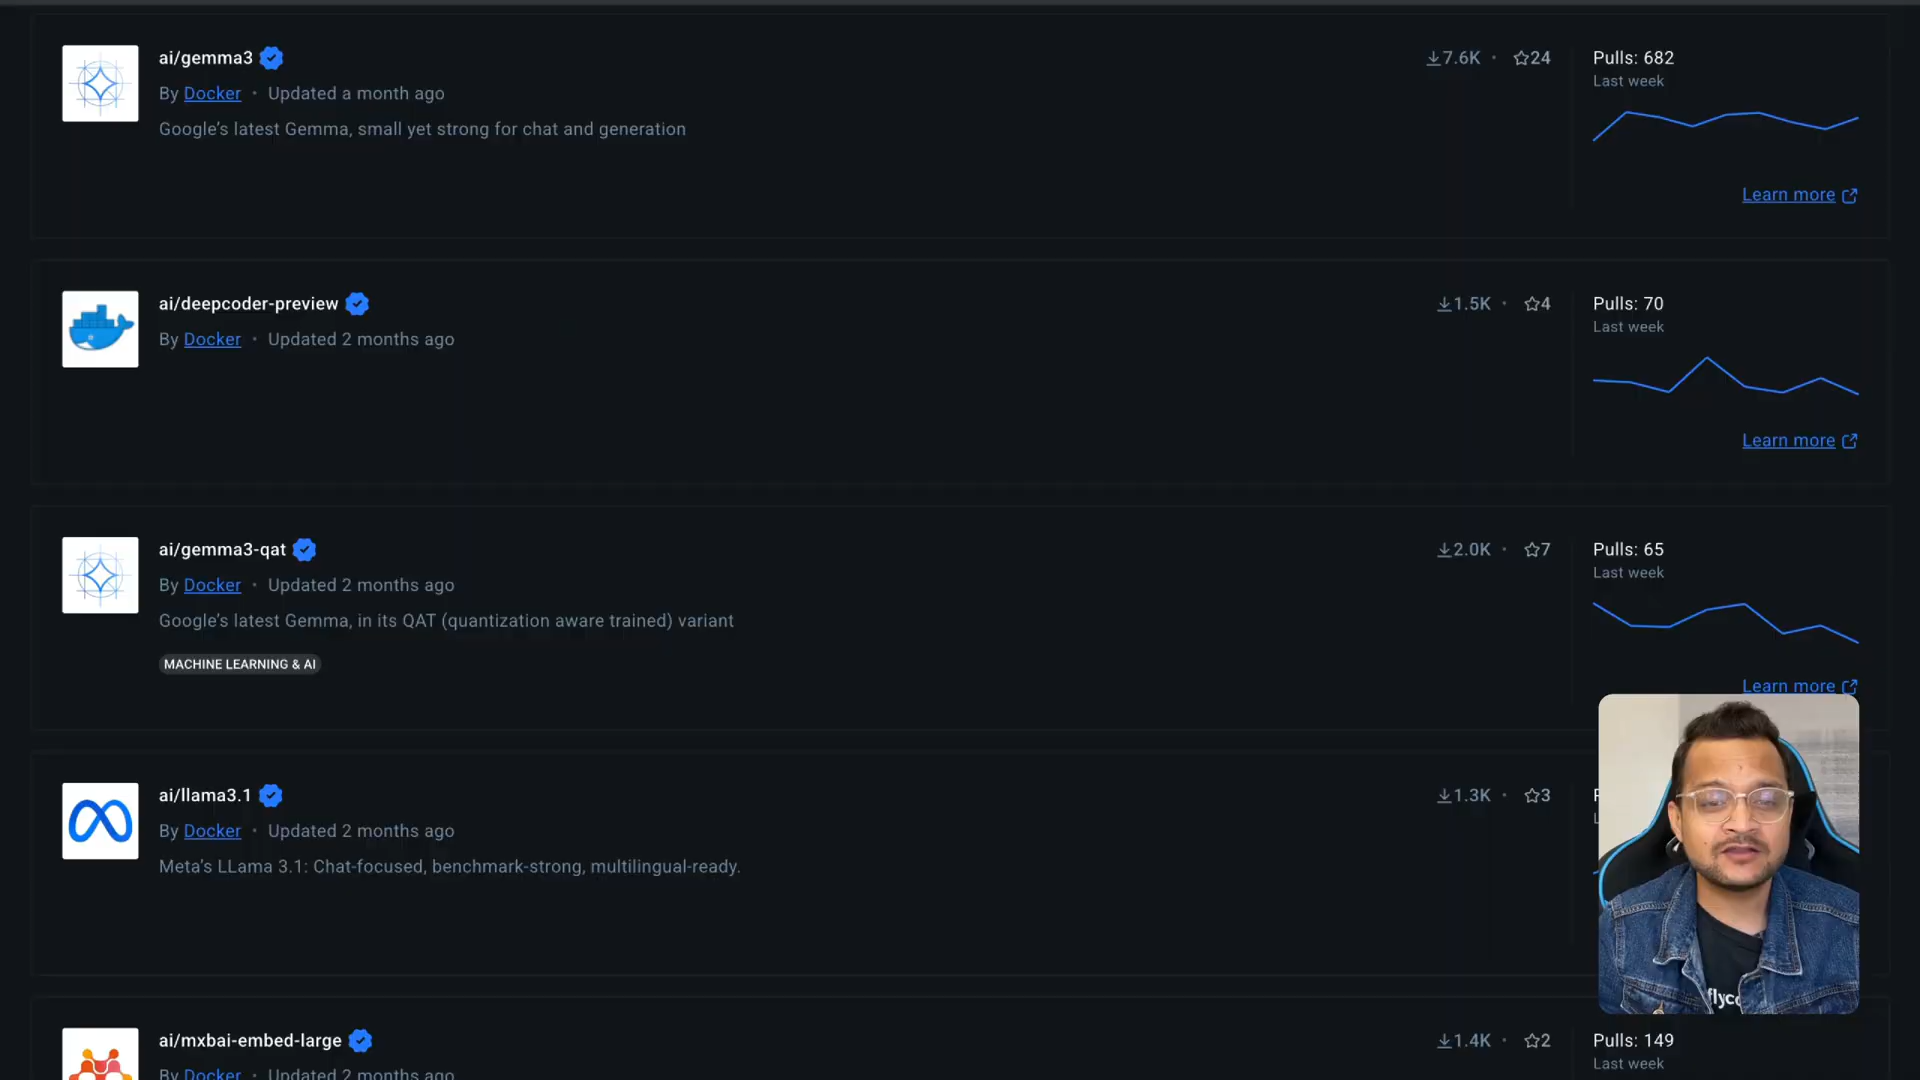 ai/gemma3
7.6K • 24
Pulls: 682
By Docker • Updated a month ago
Last week
Google’s latest Gemma, small yet strong for chat and generation
Learn more
ai/deepcoder-preview
1.5K • 4
Pulls: 70
By Docker • Updated 2 months ago
Last week
Learn more
ai/gemma3-qat
2.0K • 7
Pulls: 65
By Docker • Updated 2 months ago
Last week
Google’s latest Gemma, in its QAT (quantization aware trained) variant
MACHINE LEARNING & AI
Learn more
ai/llama3.1
1.3K • 3
By Docker • Updated 2 months ago
Meta’s LLama 3.1: Chat-focused, benchmark-strong, multilingual-ready.
ai/mxbai-embed-large
1.4K • 2
Pulls: 149
By Docker • Updated 2 months ago
Last week